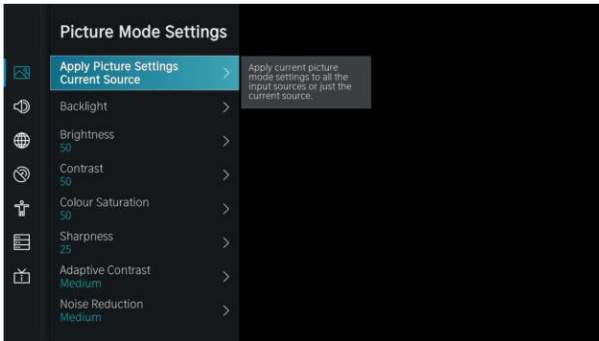 Picture Mode Settings
Apply Picture Settings
Current Source
Apply current picture
mode settings to all the
input sources or just the
current source.
Backlight
Brightness
50
Contrast
50
Colour Saturation
50
Sharpness
25
Adaptive Contrast
Medium
Noise Reduction
Medium